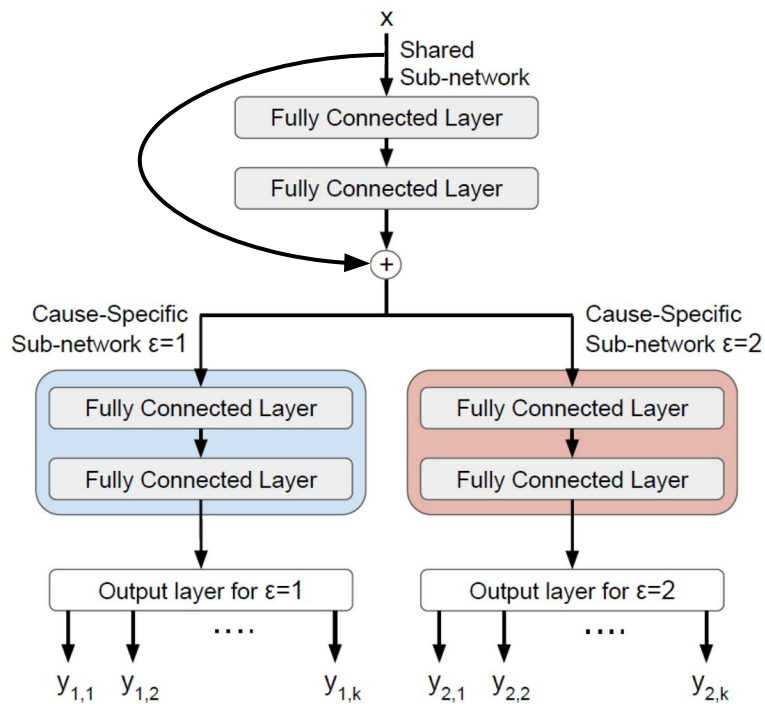 x
Shared
Sub-network
Fully Connected Layer
Fully Connected Layer
+
Cause-Specific
Sub-network ε=1
Cause-Specific
Sub-network ε=2
Fully Connected Layer
Fully Connected Layer
Fully Connected Layer
Fully Connected Layer
Output layer for ε=1
Output layer for ε=2
y1,1 y1,2 .... y1,k
y2,1 y2,2 .... y2,k